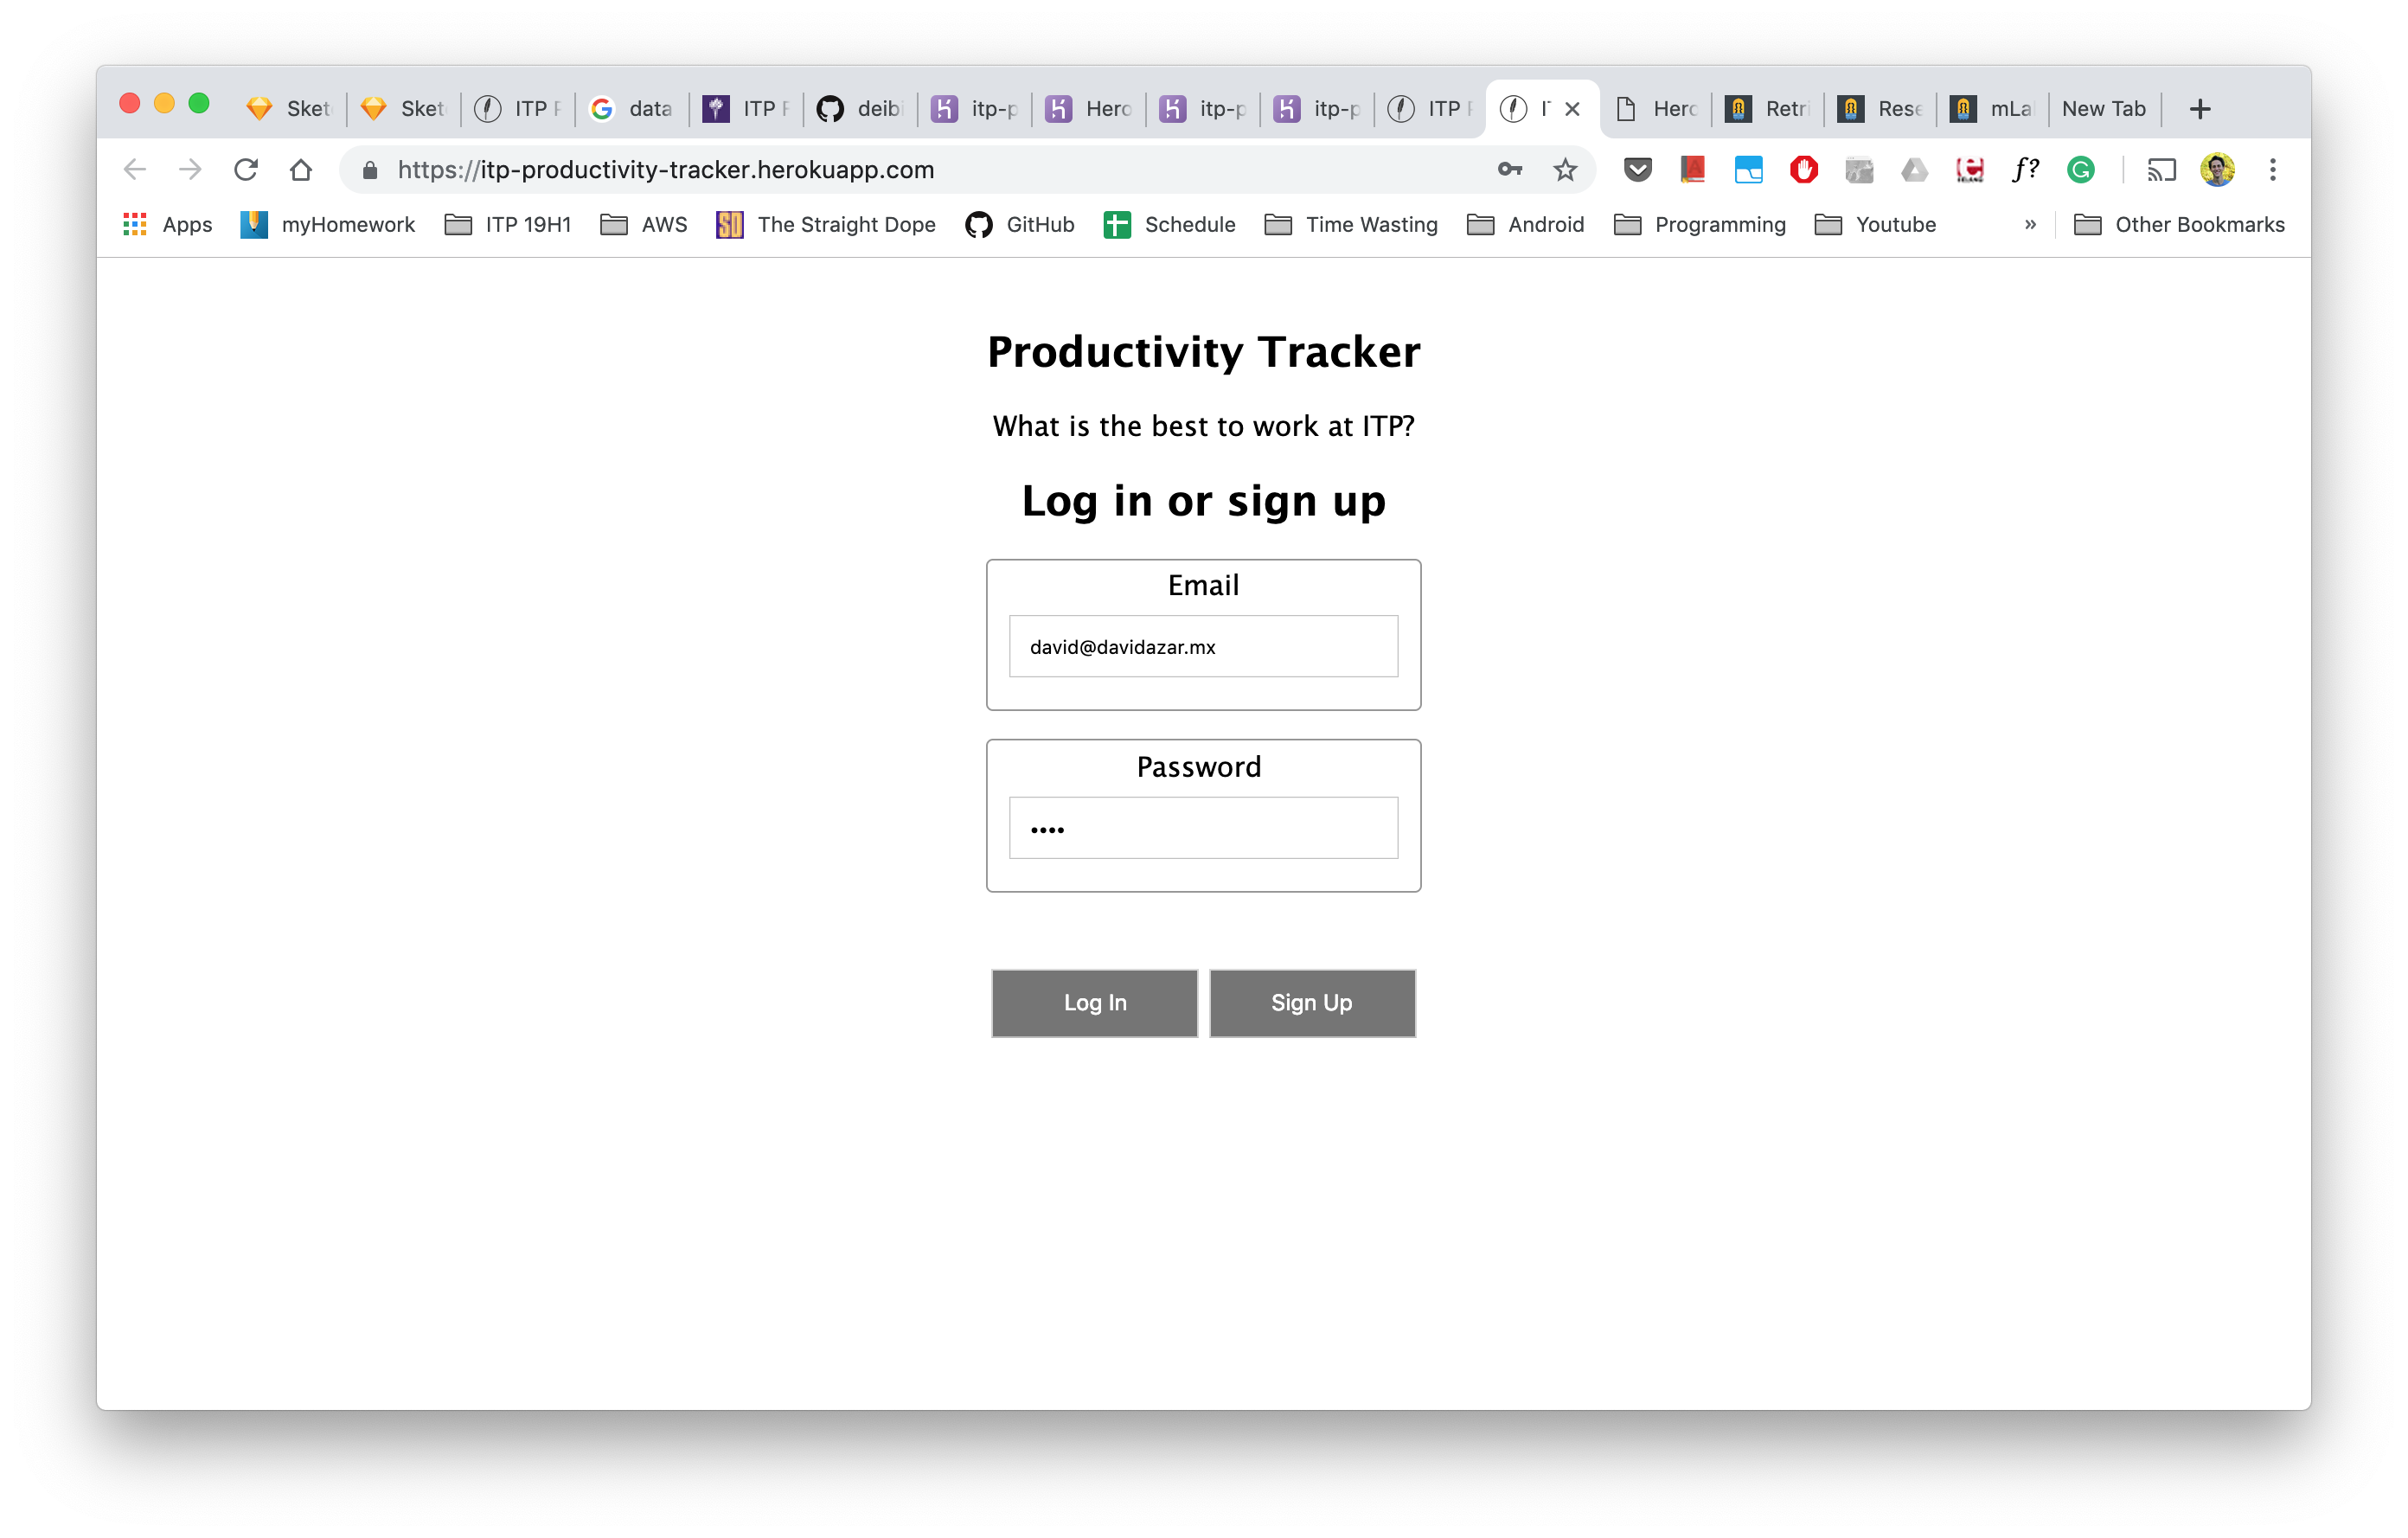 Sket
Sket
ITP
data
ITP
deibi
itp-p
Hero
itp-p
itp-p
ITP
Hero
Retri
Rese
mLa
New Tab
https://itp-productivity-tracker.herokuapp.com
f?
Apps
myHomework
ITP 19H1
AWS
SD
The Straight Dope
GitHub
Schedule
Time Wasting
Android
Programming
Youtube
»
Other Bookmarks
Productivity Tracker
What is the best to work at ITP?
Log in or sign up
Email
david@davidazar.mx
Password
••••
Log In
Sign Up